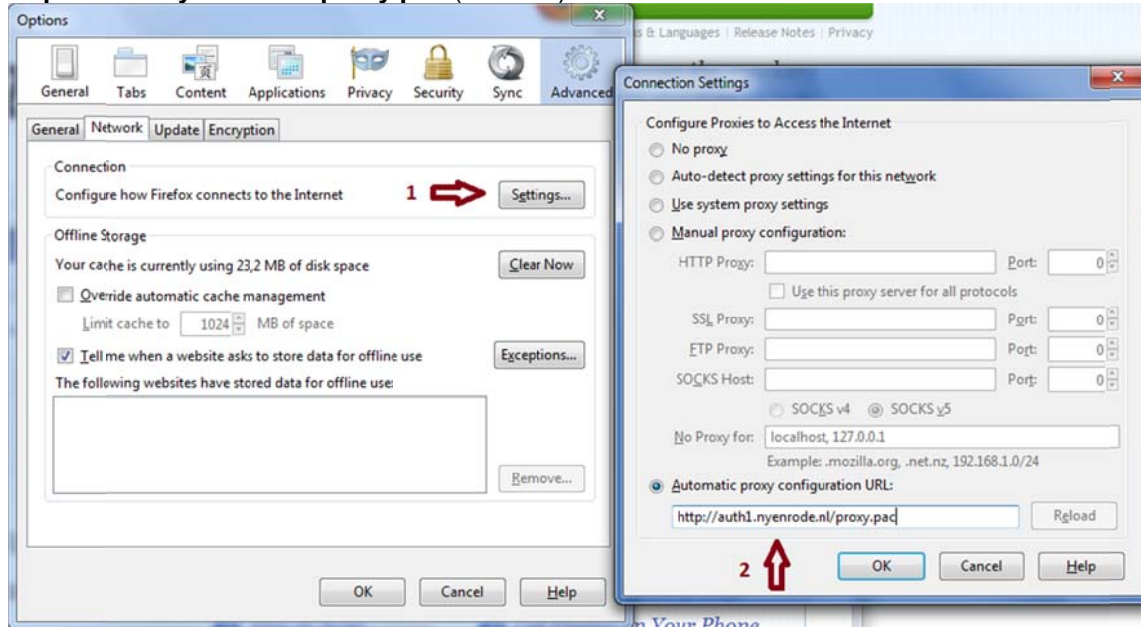 Options
General Tabs Content Applications Privacy Security Sync Advanced
General Network Update Encryption
Connection
Configure how Firefox connects to the Internet
1
Settings...
Offline Storage
Your cache is currently using 23,2 MB of disk space
Clear Now
Override automatic cache management
Limit cache to 1024 MB of space
Tell me when a website asks to store data for offline use
Exceptions...
The following websites have stored data for offline use:
Remove...
OK Cancel Help
& Languages | Release Notes | Privacy
Connection Settings
Configure Proxies to Access the Internet
No proxy
Auto-detect proxy settings for this network
Use system proxy settings
Manual proxy configuration:
HTTP Proxy: Port: 0
Use this proxy server for all protocols
SSL Proxy: Port: 0
FTP Proxy: Port: 0
SOCKS Host: Port: 0
SOCKS v4 SOCKS v5
No Proxy for: localhost, 127.0.0.1
Example: .mozilla.org, .net.nz, 192.168.1.0/24
Automatic proxy configuration URL:
http://auth1.nyenrode.nl/proxy.pac
Reload
2
OK Cancel Help
Your Phone